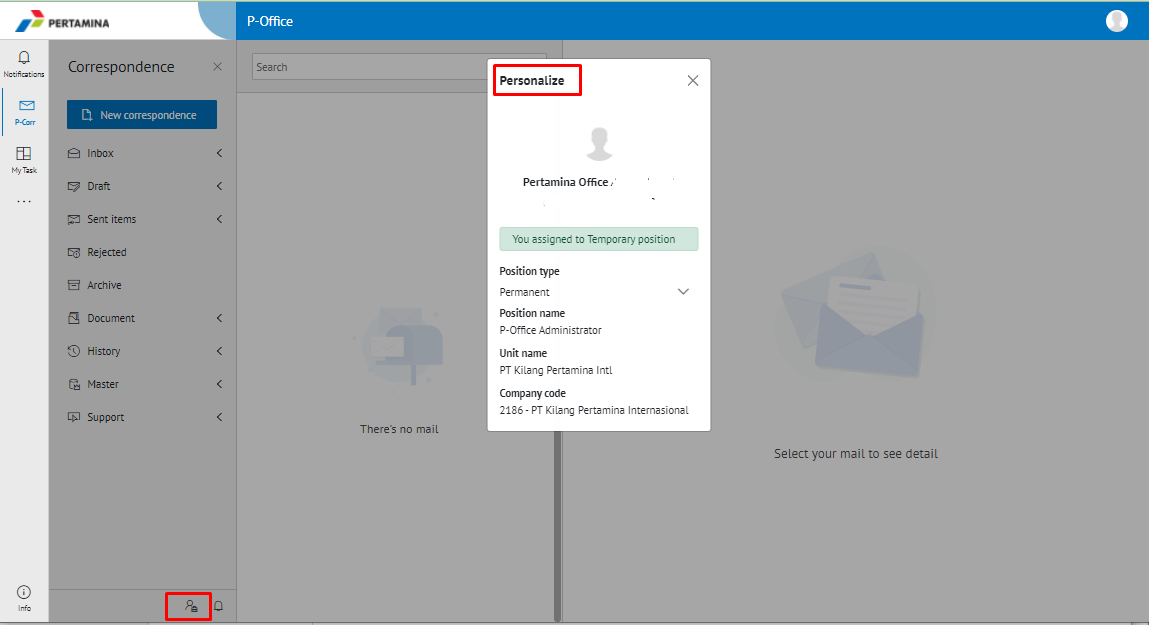 PERTAMINA
P-Office
Notifications
P-Corr
My Task
...
Info
Correspondence
New correspondence
Inbox
Draft
Sent items
Rejected
Archive
Document
History
Master
Support
Search
There's no mail
Personalize
Pertamina Office
You assigned to Temporary position
Position type
Permanent
Position name
P-Office Administrator
Unit name
PT Kilang Pertamina Intl
Company code
2186 - PT Kilang Pertamina Internasional
Select your mail to see detail